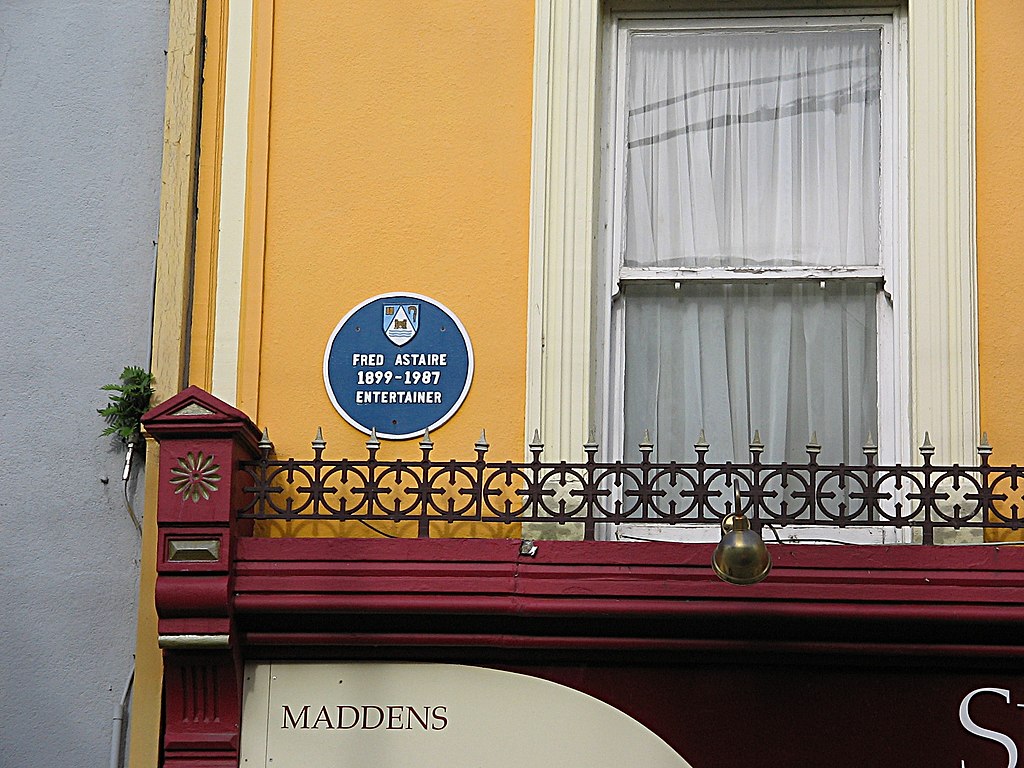 FRED ASTAIRE
1899-1987
ENTERTAINER
MADDENS